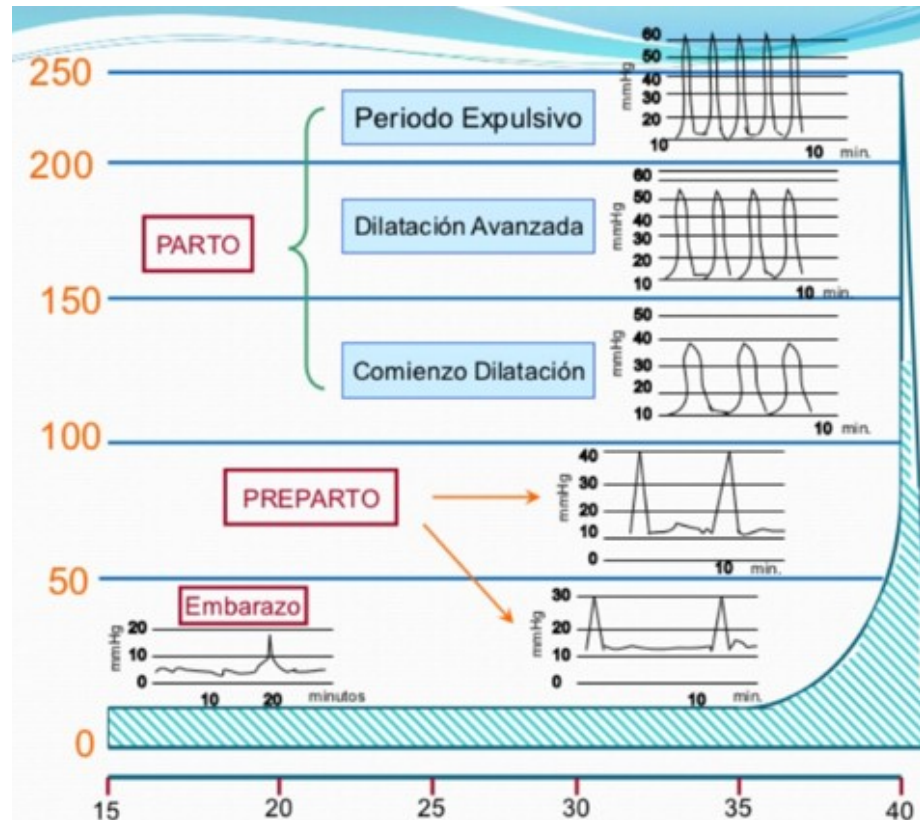 250
200
150
100
50
0
PARTO
Periodo Expulsivo
mmHg
60
50
40
30
20
10
10 min.
Dilatación Avanzada
mmHg
60
50
40
30
20
10
10 min
Comienzo Dilatación
mmHg
50
40
30
20
10
10 min.
PREPARTO
mmHg
40
30
20
10
0
10 min.
mmHg
30
20
10
0
10 min.
Embarazo
mmHg
20
10
0
10 20 minutos
15 20 25 30 35 40